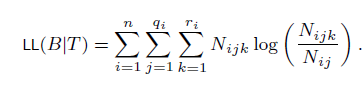 $$\mathsf{LL}(B|T) = \sum_{i=1}^{n} \sum_{j=1}^{q_i} \sum_{k=1}^{r_i} N_{ijk} \log \left( \frac{N_{ijk}}{N_{ij}} \right).$$